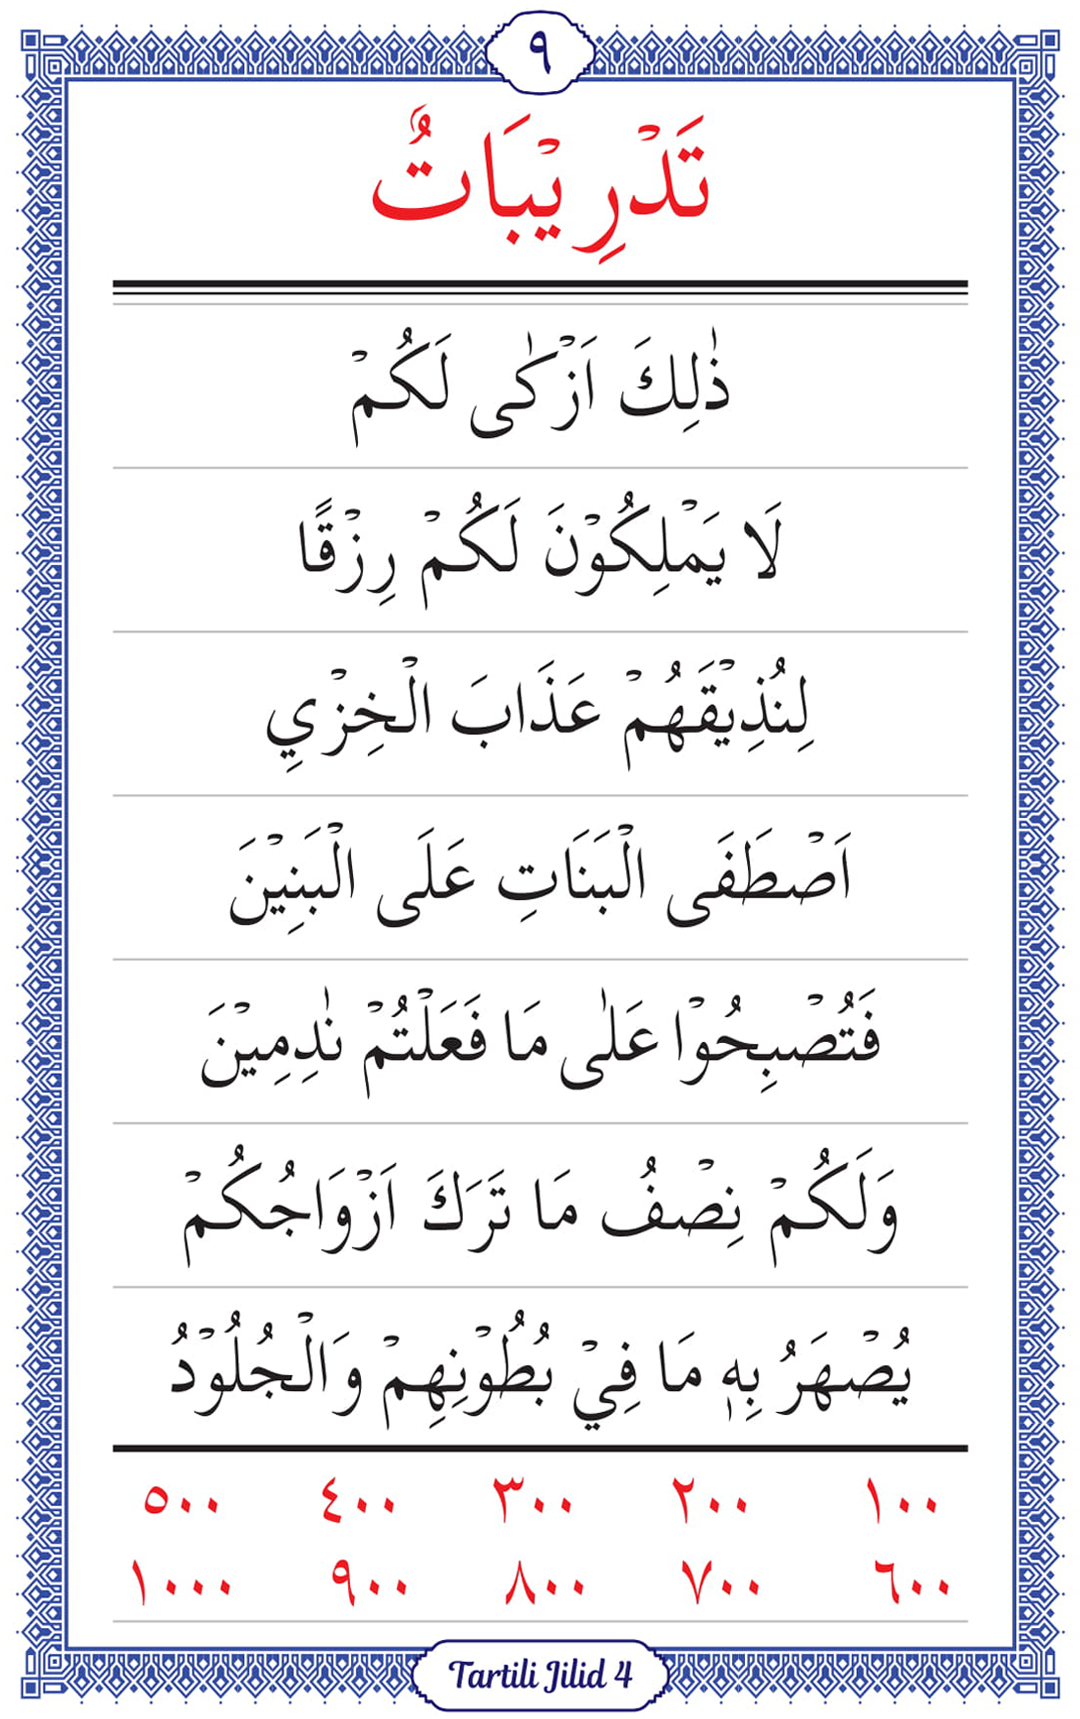 ٩
تَدْرِيْبَاتٌ
ذٰلِكَ اَزْكٰى لَكُمْ
لَا يَمْلِكُوْنَ لَكُمْ رِزْقًا
لِنُذِيْقَهُمْ عَذَابَ الْخِزْيِ
اَصْطَفَى الْبَنَاتِ عَلَى الْبَنِيْنَ
فَتُصْبِحُوْا عَلٰى مَا فَعَلْتُمْ نٰدِمِيْنَ
وَلَكُمْ نِصْفُ مَا تَرَكَ اَزْوَاجُكُمْ
يُصْهَرُ بِهٖ مَا فِيْ بُطُوْنِهِمْ وَالْجُلُوْدُ
١٠٠ ٢٠٠ ٣٠٠ ٤٠٠ ٥٠٠
٦٠٠ ٧٠٠ ٨٠٠ ٩٠٠ ١٠٠٠
Tartili Jilid 4